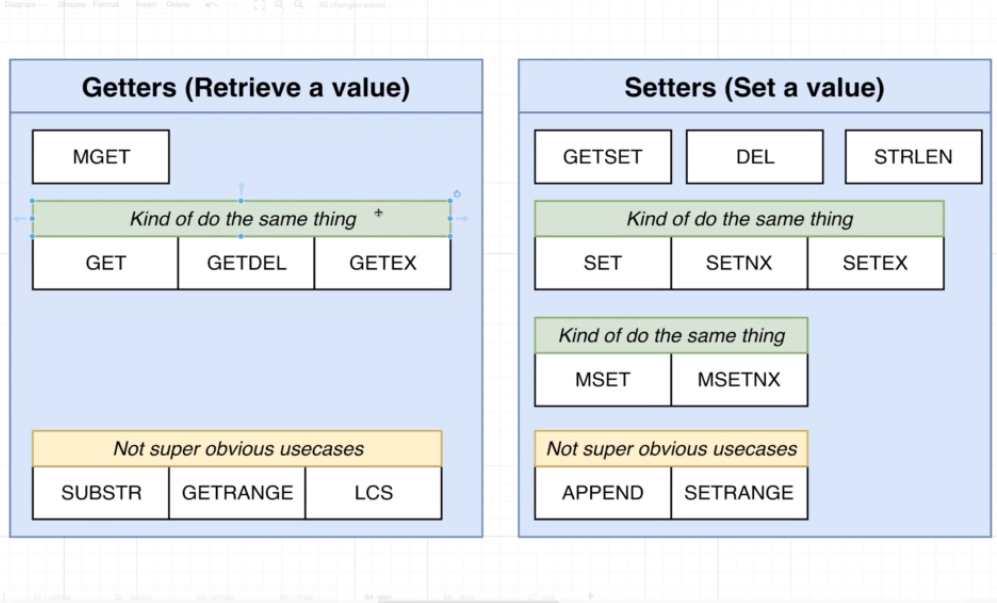 Diagram Shapes Format Insert Delete All changes saved
Getters (Retrieve a value)
MGET
Kind of do the same thing
GET GETDEL GETEX
Not super obvious usecases
SUBSTR GETRANGE LCS
Setters (Set a value)
GETSET DEL STRLEN
Kind of do the same thing
SET SETNX SETEX
Kind of do the same thing
MSET MSETNX
Not super obvious usecases
APPEND SETRANGE